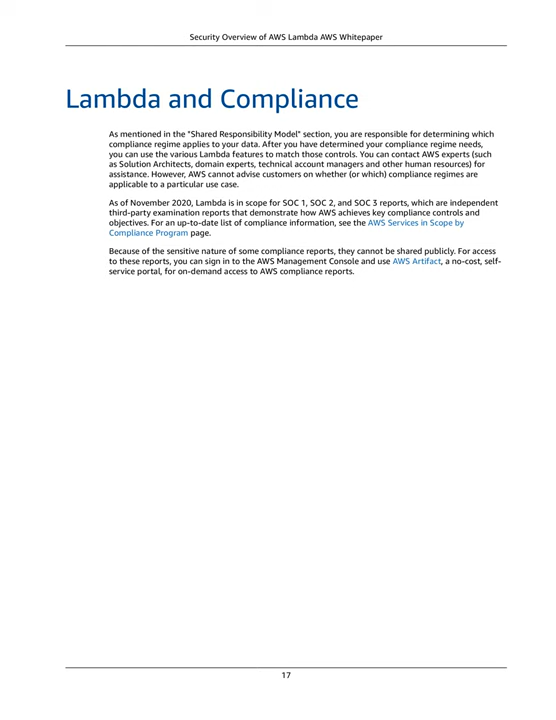 Security Overview of AWS Lambda AWS Whitepaper
Lambda and Compliance
As mentioned in the "Shared Responsibility Model" section, you are responsible for determining which
compliance regime applies to your data. After you have determined your compliance regime needs,
you can use the various Lambda features to match those controls. You can contact AWS experts (such
as Solution Architects, domain experts, technical account managers and other human resources) for
assistance. However, AWS cannot advise customers on whether (or which) compliance regimes are
applicable to a particular use case.
As of November 2020, Lambda is in scope for SOC 1, SOC 2, and SOC 3 reports, which are independent
third-party examination reports that demonstrate how AWS achieves key compliance controls and
objectives. For an up-to-date list of compliance information, see the AWS Services in Scope by
Compliance Program page.
Because of the sensitive nature of some compliance reports, they cannot be shared publicly. For access
to these reports, you can sign in to the AWS Management Console and use AWS Artifact, a no-cost, self-
service portal, for on-demand access to AWS compliance reports.
17